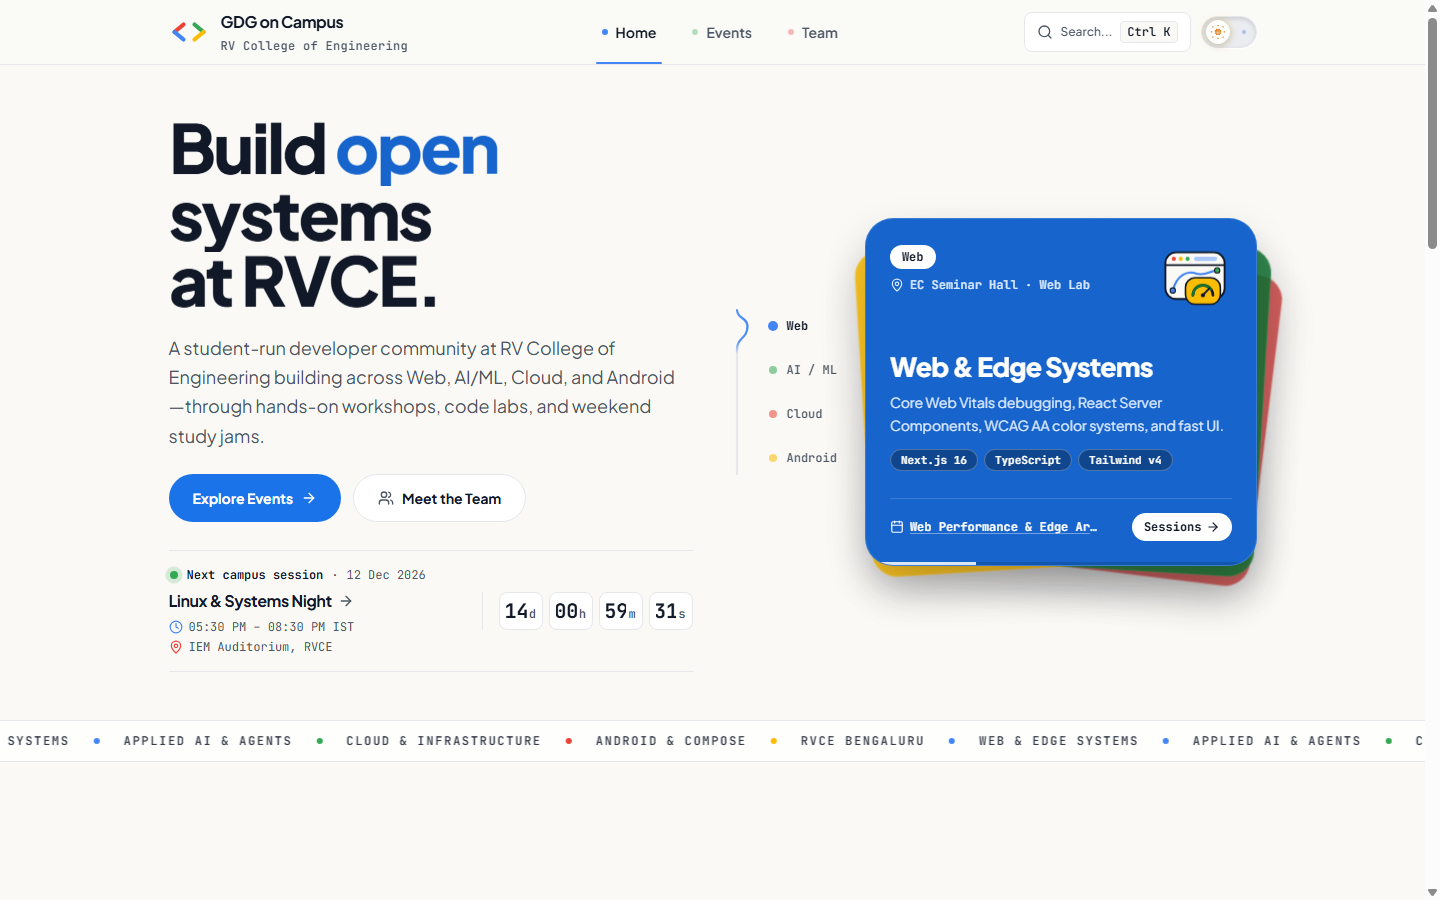 GDG on Campus
RV College of Engineering
Home
Events
Team
Search...
Ctrl K
Build open
systems
at RVCE.
A student-run developer community at RV College of
Engineering building across Web, AI/ML, Cloud, and Android
—through hands-on workshops, code labs, and weekend
study jams.
Explore Events
Meet the Team
Next campus session · 12 Dec 2026
Linux & Systems Night
05:30 PM – 08:30 PM IST
IEM Auditorium, RVCE
14d 00h 59m 31s
Web
AI / ML
Cloud
Android
Web
EC Seminar Hall · Web Lab
Web & Edge Systems
Core Web Vitals debugging, React Server
Components, WCAG AA color systems, and fast UI.
Next.js 16
TypeScript
Tailwind v4
Web Performance & Edge Ar…
Sessions
SYSTEMS • APPLIED AI & AGENTS • CLOUD & INFRASTRUCTURE • ANDROID & COMPOSE • RVCE BENGALURU • WEB & EDGE SYSTEMS • APPLIED AI & AGENTS • C